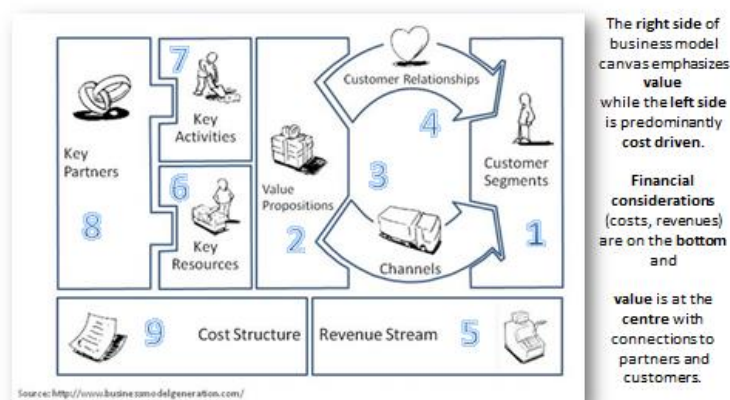 7
Key
Activities
Key
Partners
8
6
Key
Resources
Value
Propositions
2
Customer Relationships
4
3
Channels
Customer
Segments
1
9
Cost Structure
Revenue Stream
5
Source: http://www.businessmodelgeneration.com/
The right side of
business model
canvas emphasizes
value
while the left side
is predominantly
cost driven.
Financial
considerations
(costs, revenues)
are on the bottom
and
value is at the
centre with
connections to
partners and
customers.